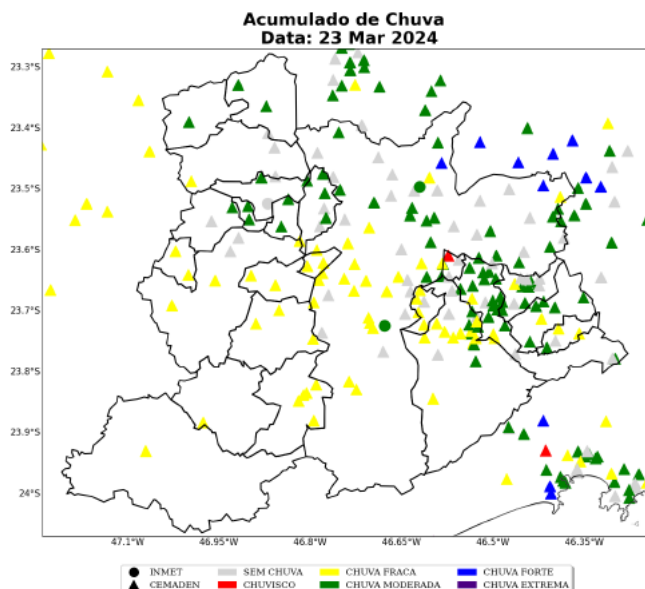 Acumulado de Chuva
Data: 23 Mar 2024
23.3°S
23.4°S
23.5°S
23.6°S
23.7°S
23.8°S
23.9°S
24°S
47.1°W 46.95°W 46.8°W 46.65°W 46.5°W 46.35°W
INMET SEM CHUVA CHUVA FRACA CHUVA FORTE
CEMADEN CHUVISCO CHUVA MODERADA CHUVA EXTREMA